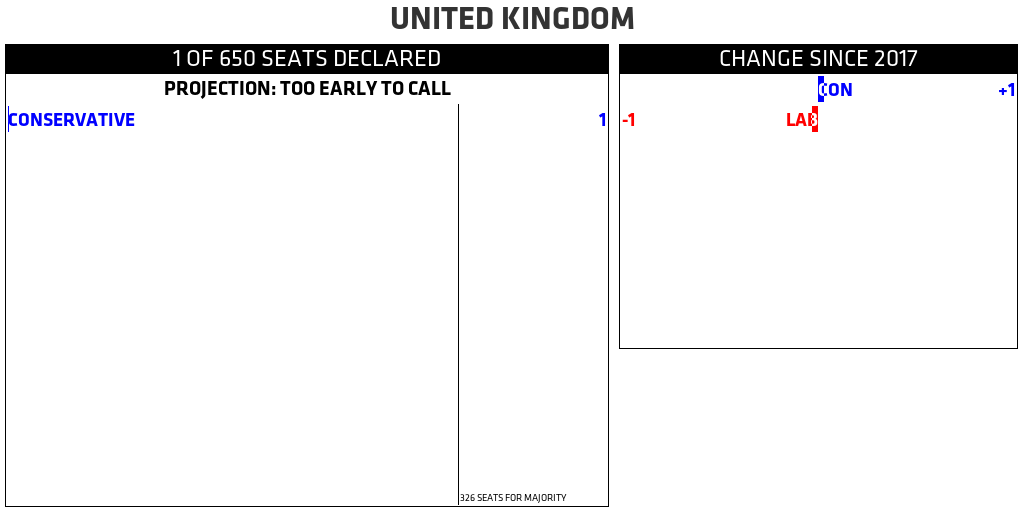 UNITED KINGDOM
1 OF 650 SEATS DECLARED
PROJECTION: TOO EARLY TO CALL
CONSERVATIVE 1
326 SEATS FOR MAJORITY
CHANGE SINCE 2017
CON +1
-1 LAB